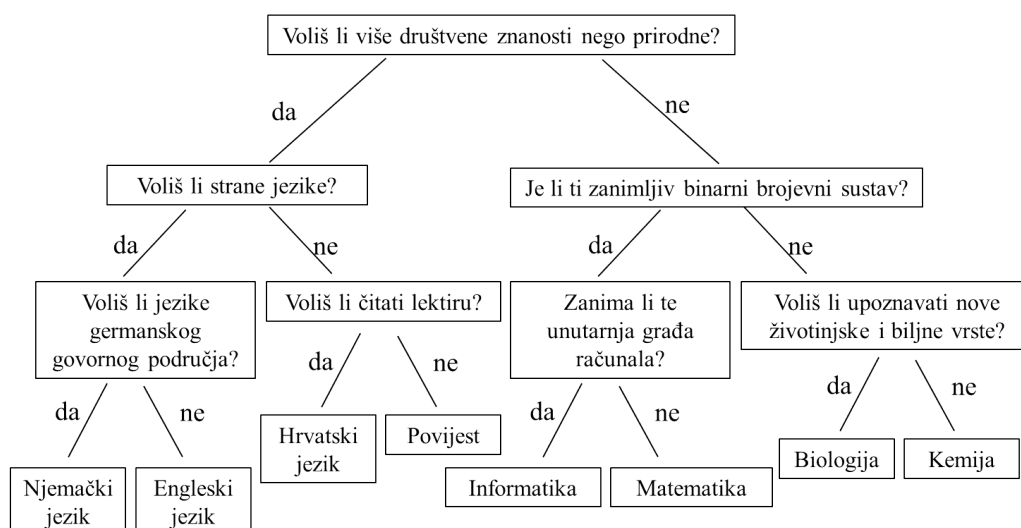 Voliš li više društvene znanosti nego prirodne?
da
ne
Voliš li strane jezike?
Je li ti zanimljiv binarni brojevni sustav?
da
ne
da
ne
Voliš li jezike
germanskog
govornog područja?
Voliš li čitati lektiru?
Zanima li te
unutarnja građa
računala?
Voliš li upoznavati nove
životinjske i biljne vrste?
da
ne
da
ne
da
ne
da
ne
Njemački
jezik
Engleski
jezik
Hrvatski
jezik
Povijest
Informatika
Matematika
Biologija
Kemija